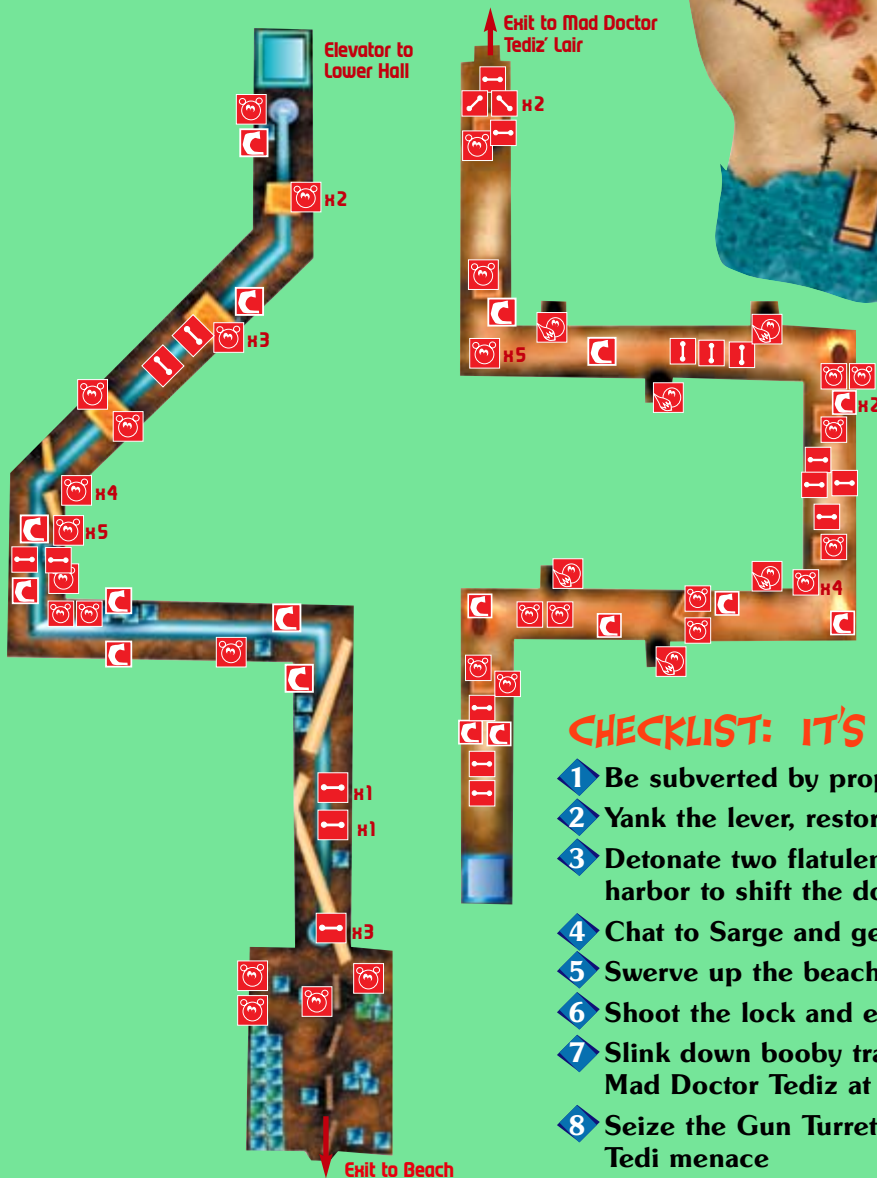 Exit to Mad Doctor
Tediz' Lair
Elevator to
Lower Hall
x2
x2
x3
x5
x2
x4
x5
x4
x1
x1
x3
Exit to Beach
CHECKLIST: IT'S
1 Be subverted by prop
2 Yank the lever, restor
3 Detonate two flatulen
harbor to shift the do
4 Chat to Sarge and ge
5 Swerve up the beach
6 Shoot the lock and e
7 Slink down booby tra
Mad Doctor Tediz at
8 Seize the Gun Turret
Tedi menace